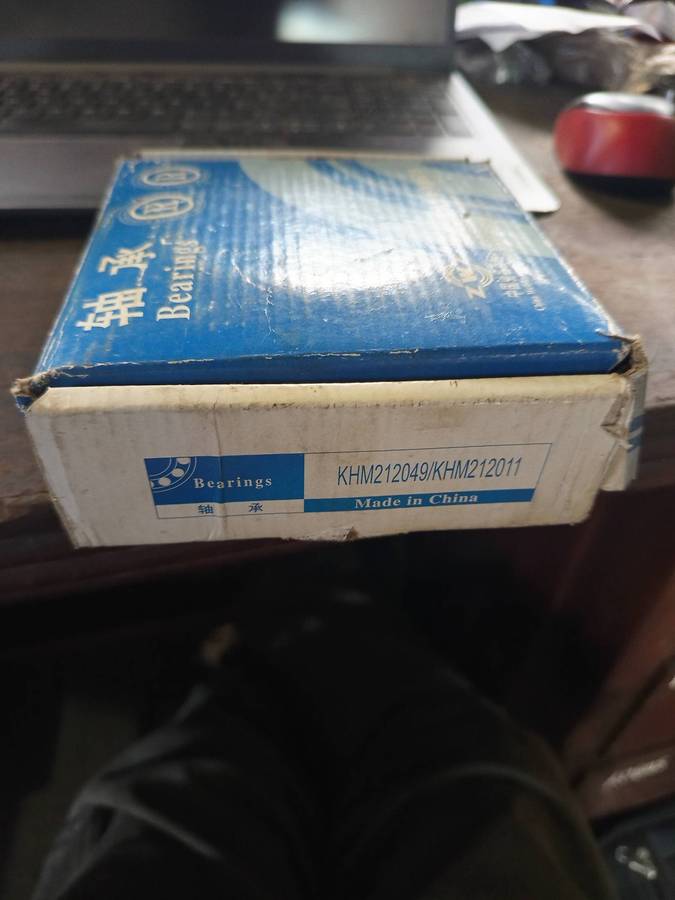 轴承
Bearings
Bearings
轴 承
KHM212049/KHM212011
Made in China